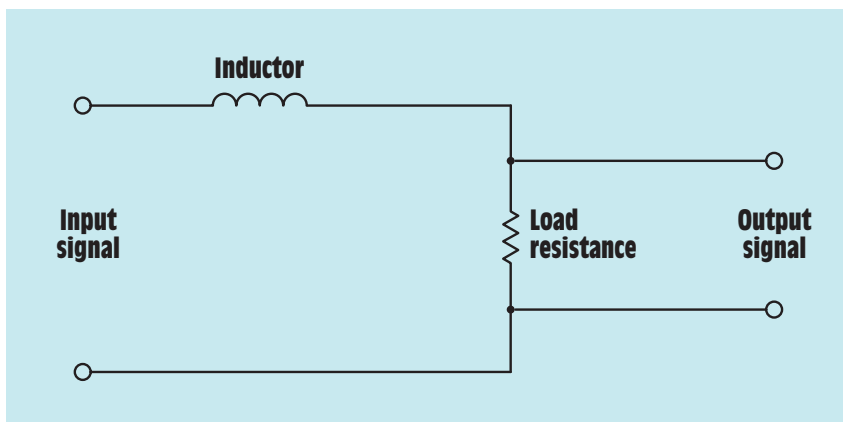 Inductor
Input
signal
Load
resistance
Output
signal